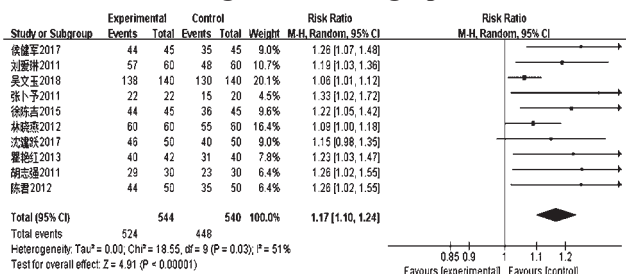 Experimental Control Risk Ratio Risk Ratio
Study or Subgroup Events Total Events Total Weight M-H, Random, 95% CI M-H, Random, 95% CI
侯健军2017 44 45 35 45 9.0% 1.26 [1.07, 1.48]
刘爱琳2011 57 60 48 60 10.7% 1.19 [1.03, 1.36]
吴文玉2018 138 140 130 140 20.1% 1.06 [1.01, 1.12]
张卜予2011 22 22 15 20 4.3% 1.33 [1.02, 1.72]
徐陈吉2015 44 45 36 45 9.5% 1.22 [1.05, 1.42]
林晓燕2012 60 60 55 60 16.4% 1.09 [1.00, 1.18]
沈建跃2017 46 50 40 50 9.2% 1.15 [0.98, 1.35]
瞿艳红2013 40 42 31 40 7.9% 1.23 [1.03, 1.47]
胡志强2011 29 30 23 30 6.4% 1.26 [1.02, 1.55]
陈君2012 44 50 35 50 6.5% 1.26 [1.02, 1.55]
Total (95% CI) 544 540 100.0% 1.17 [1.10, 1.24]
Total events 524 448
Heterogeneity: Tau² = 0.00; Chi² = 18.55, df = 9 (P = 0.03); I² = 51%
Test for overall effect: Z = 4.91 (P < 0.00001)
0.85 0.9 1 1.1 1.2
Favours [experimental] Favours [control]